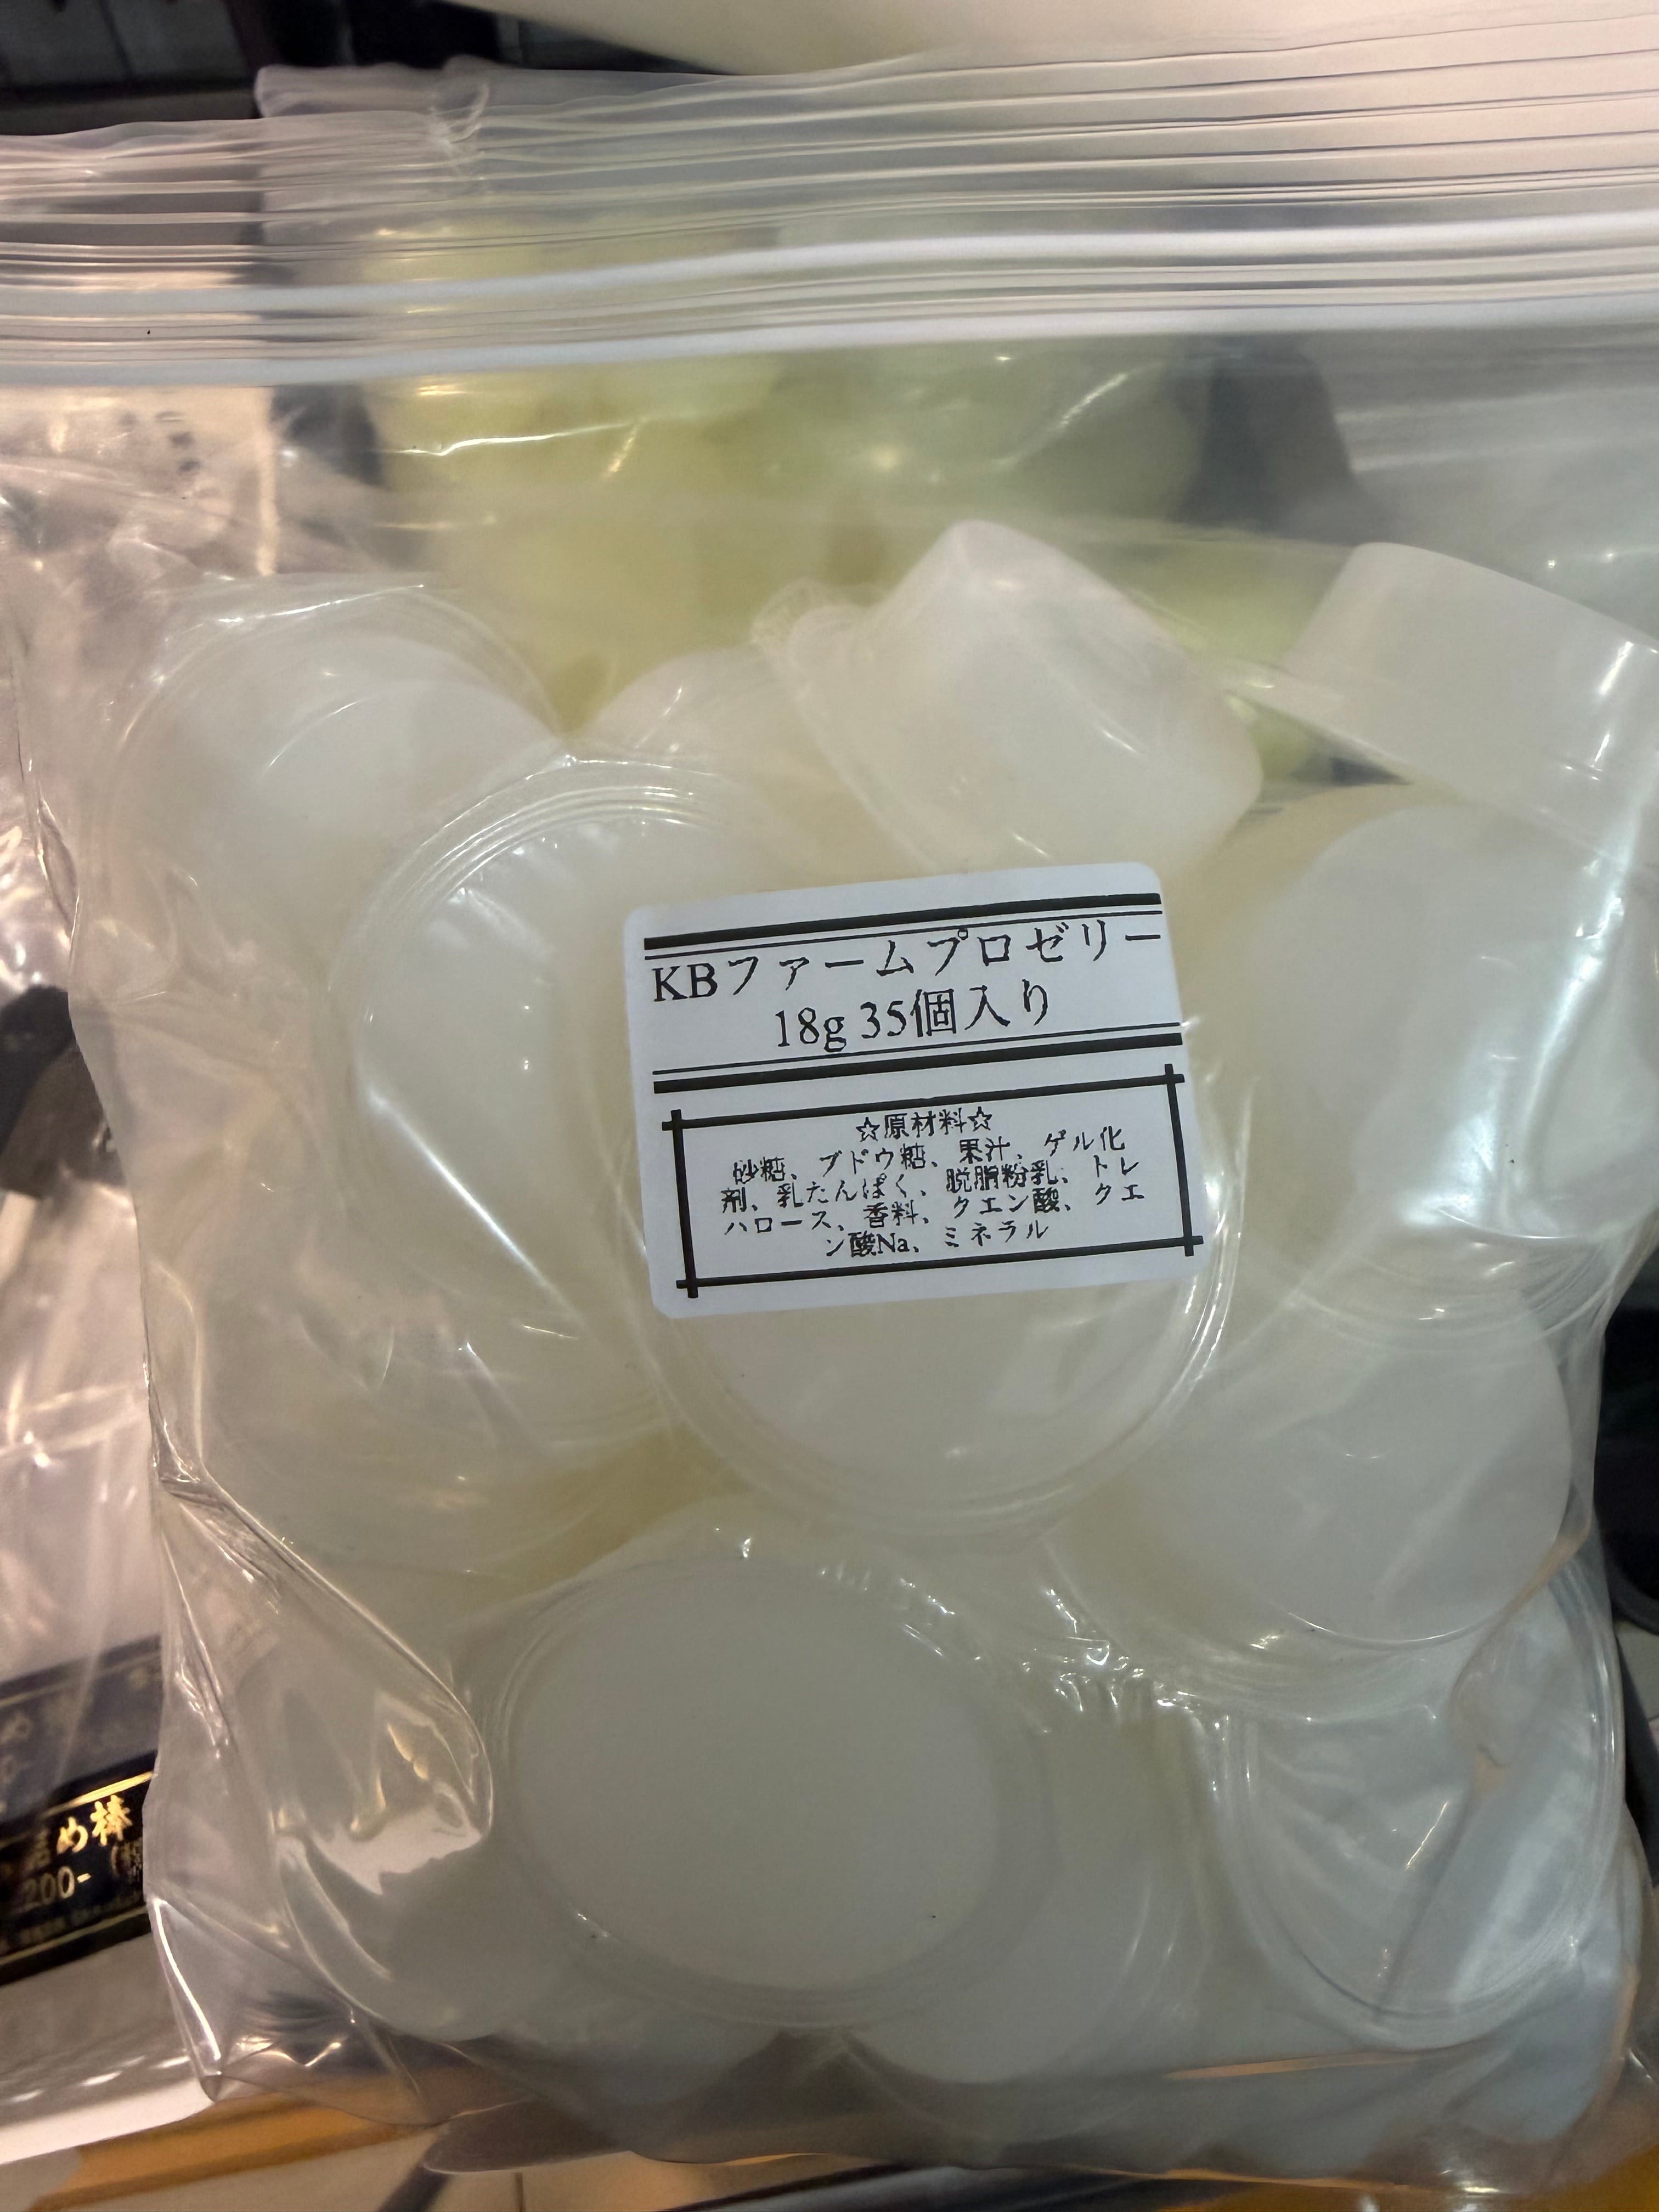 KBファームプロゼリー
18g 35個入り
☆原材料☆
砂糖、ブドウ糖、果汁、ゲル化
剤、乳たんぱく、脱脂粉乳、トレ
ハロース、香料、クエン酸、クエ
ン酸Na、ミネラル
め棒
200-